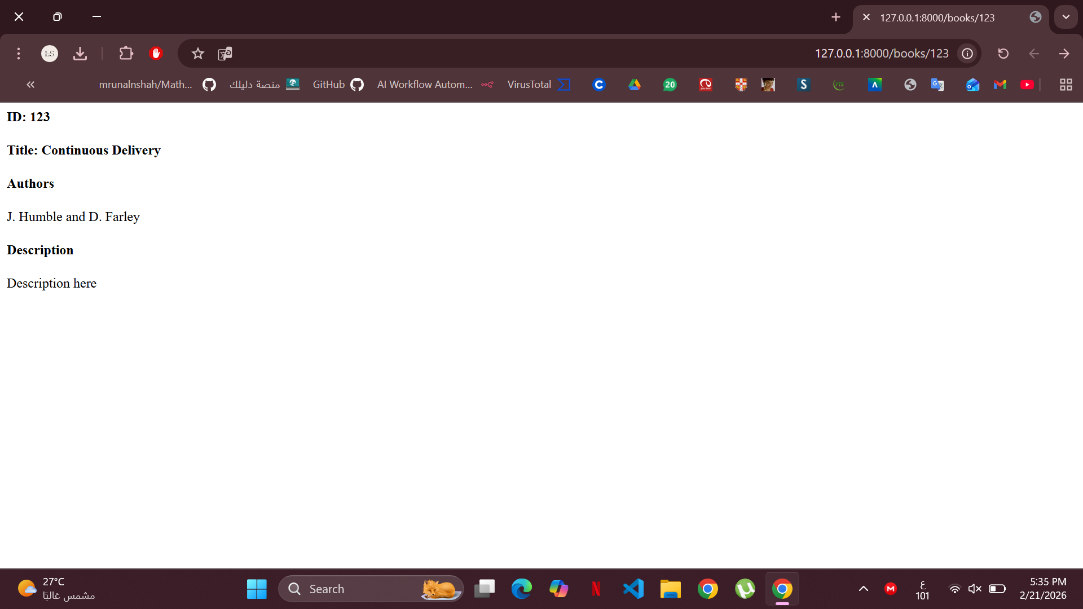 127.0.0.1:8000/books/123
127.0.0.1:8000/books/123
mrunalnshah/Math...
منصة دليلك
GitHub
AI Workflow Autom...
VirusTotal
20
ID: 123
Title: Continuous Delivery
Authors
J. Humble and D. Farley
Description
Description here
27°C
مشمس غالبًا
Search
ع
101
5:35 PM
2/21/2026